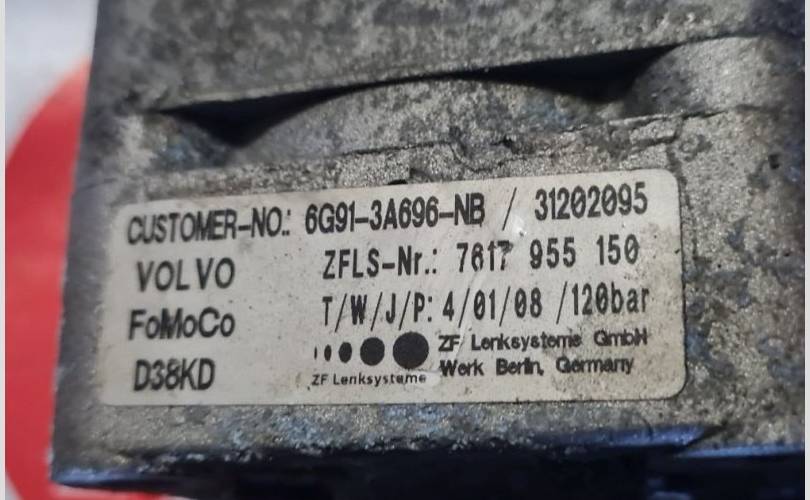 CUSTOMER-NO.: 6G91-3A696-NB / 31202095
VOLVO ZFLS-Nr.: 7617 955 150
FoMoCo T/W/J/P: 4/01/08 /120bar
D38KD ZF Lenksysteme ZF Lenksysteme GmbH
Werk Berlin, Germany